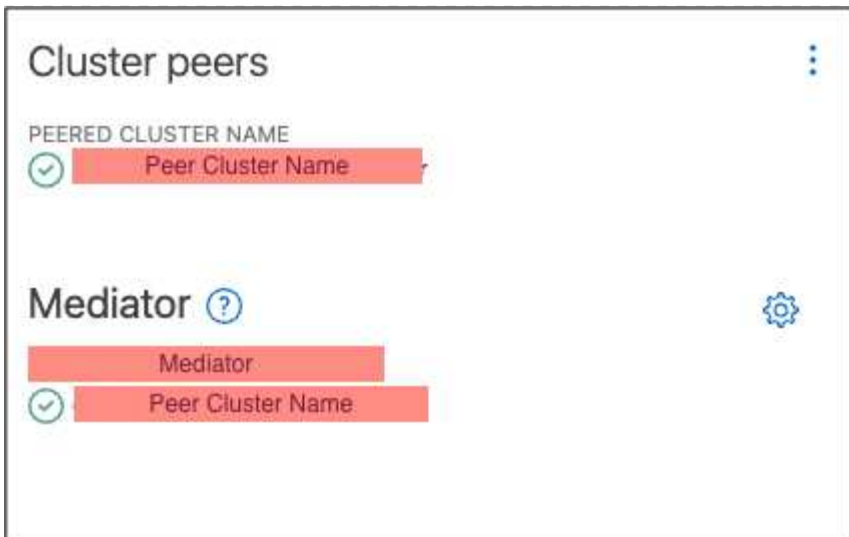 Cluster peers
PEERED CLUSTER NAME
Peer Cluster Name
Mediator ?
Mediator
Peer Cluster Name